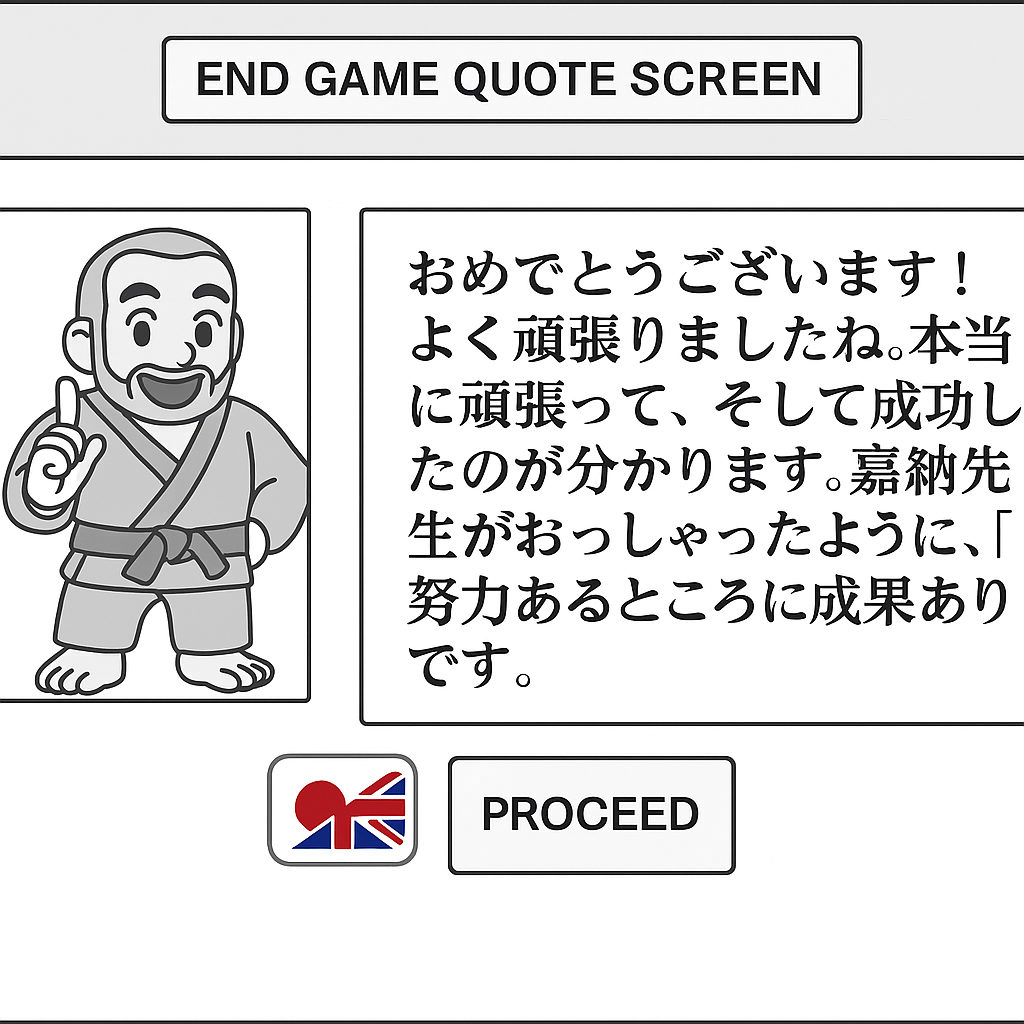 END GAME QUOTE SCREEN
おめでとうございます！
よく頑張りましたね。本当
に頑張って、そして成功し
たのが分かります。嘉納先
生がおっしゃったように、「
努力あるところに成果あり
です。
PROCEED